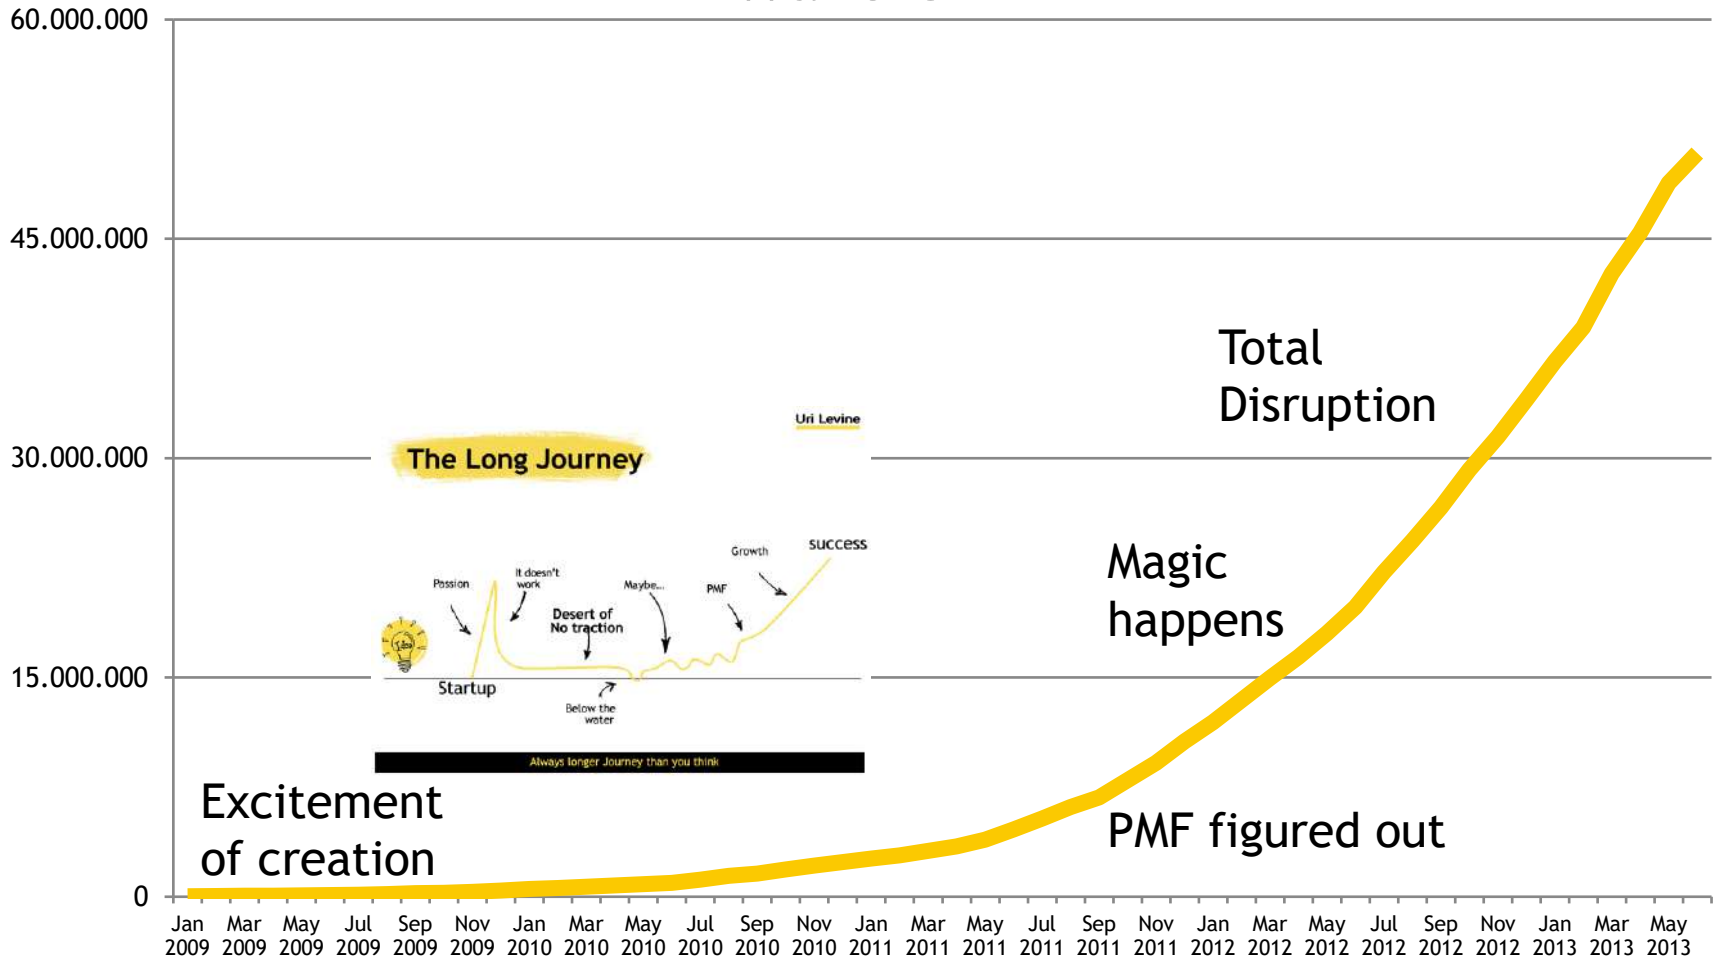 60.000.000
45.000.000
30.000.000
15.000.000
0
Total
Disruption
Magic
happens
PMF figured out
Excitement
of creation
Uri Levine
The Long Journey
Passion
It doesn't
work
Desert of
No traction
Maybe...
PMF
Growth
success
Idea
Startup
Below the
water
Always longer Journey than you think
Jan Mar May Jul Sep Nov Jan Mar May Jul Sep Nov Jan Mar May Jul Sep Nov Jan Mar May Jul Sep Nov Jan Mar May
2009 2009 2009 2009 2009 2009 2010 2010 2010 2010 2010 2010 2011 2011 2011 2011 2011 2011 2012 2012 2012 2012 2012 2012 2013 2013 2013